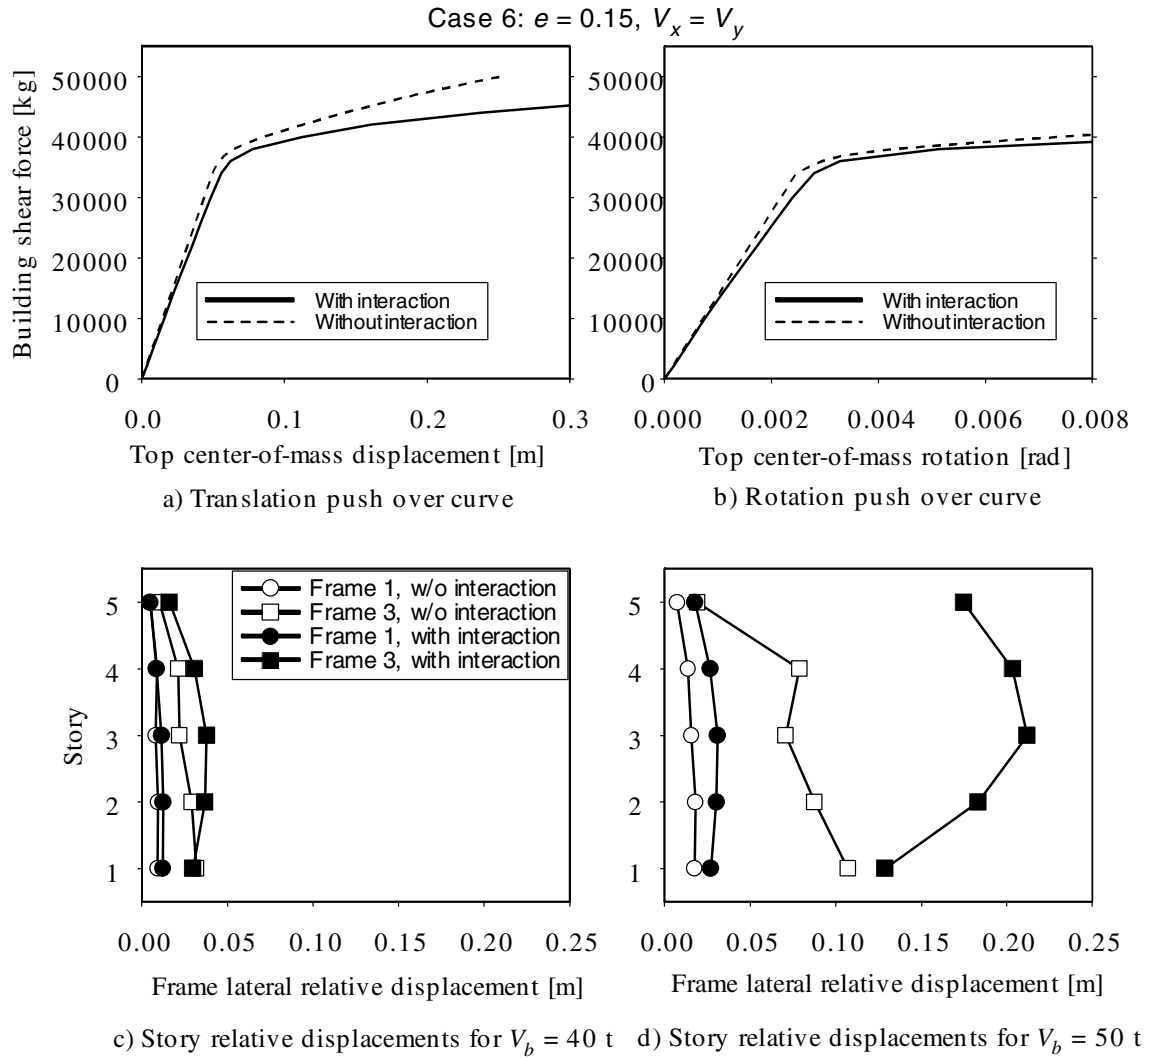 Case 6: e = 0.15, Vx = Vy
Building shear force [kg]
50000
40000
30000
20000
10000
0
With interaction
Without interaction
0.0 0.1 0.2 0.3
Top center-of-mass displacement [m]
a) Translation push over curve
50000
40000
30000
20000
10000
0
With interaction
Without interaction
0.000 0.002 0.004 0.006 0.008
Top center-of-mass rotation [rad]
b) Rotation push over curve
Story
5
4
3
2
1
Frame 1, w/o interaction
Frame 3, w/o interaction
Frame 1, with interaction
Frame 3, with interaction
0.00 0.05 0.10 0.15 0.20 0.25
Frame lateral relative displacement [m]
c) Story relative displacements for Vb = 40 t
5
4
3
2
1
0.00 0.05 0.10 0.15 0.20 0.25
Frame lateral relative displacement [m]
d) Story relative displacements for Vb = 50 t